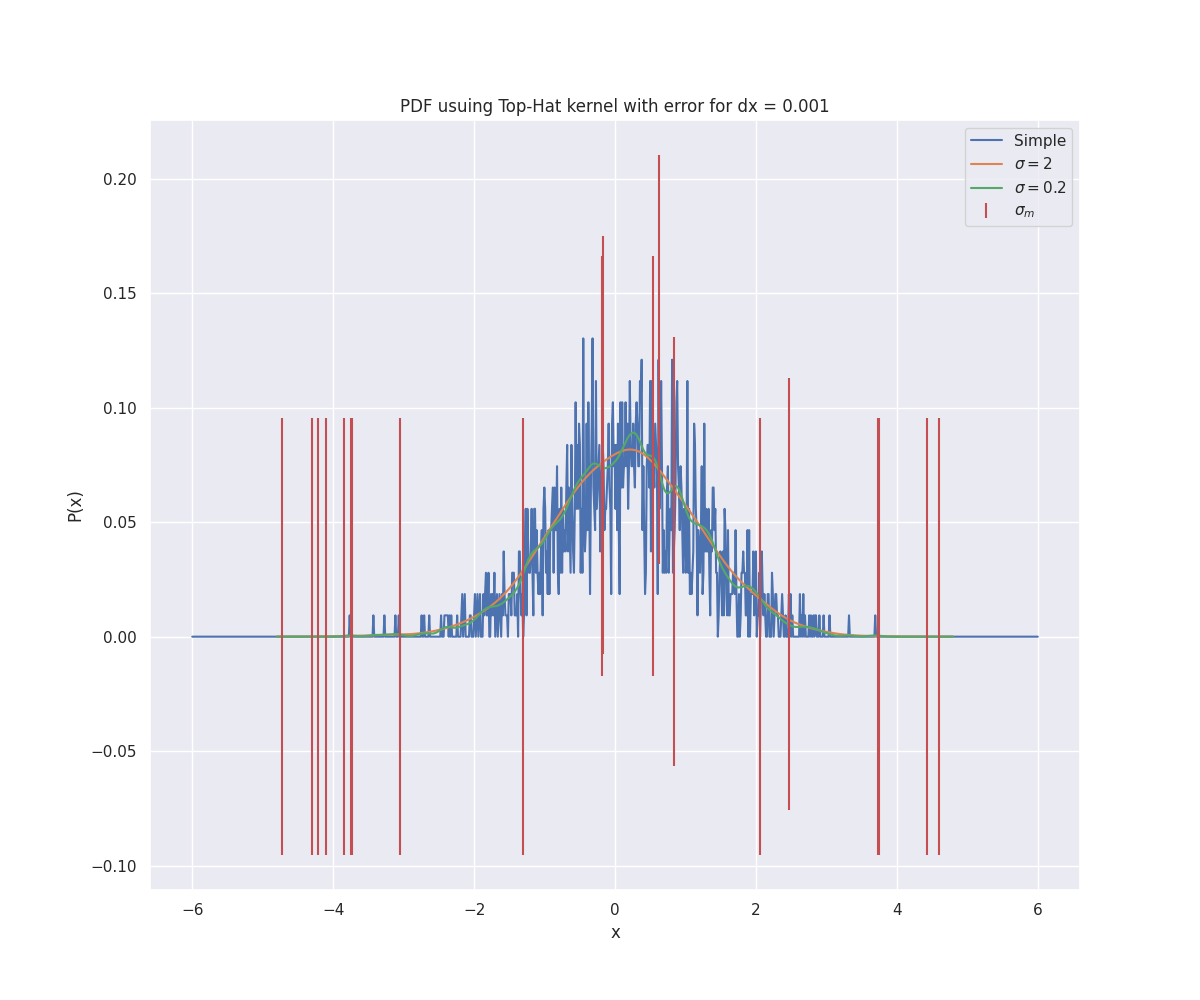 PDF usuing Top-Hat kernel with error for dx = 0.001
Simple
σ = 2
σ = 0.2
σm
0.20
0.15
0.10
0.05
0.00
−0.05
−0.10
P(x)
−6 −4 −2 0 2 4 6
x